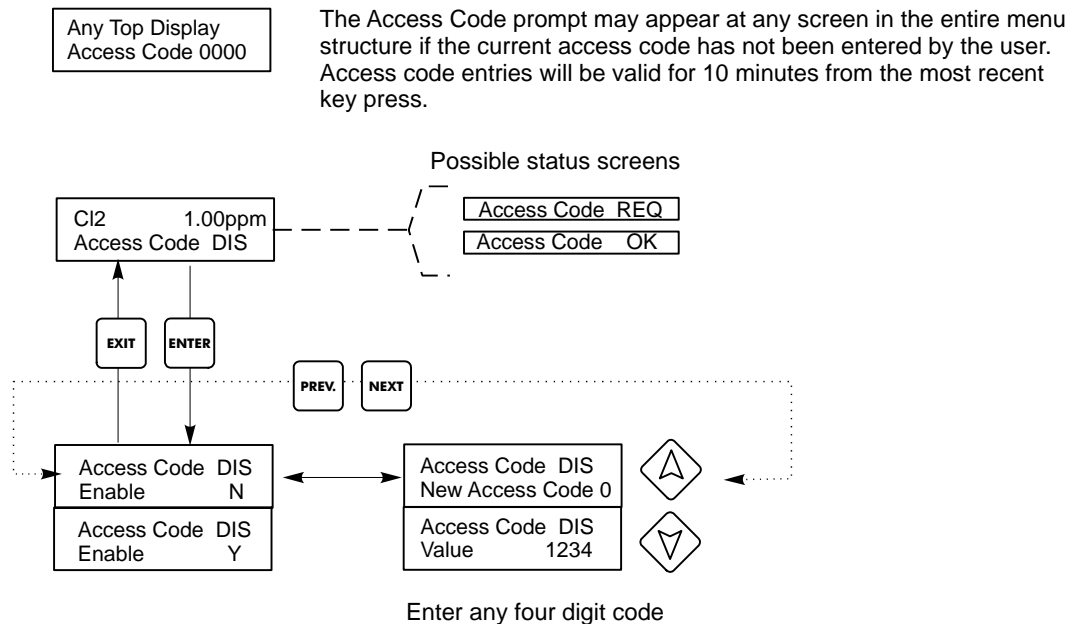 Any Top Display
Access Code 0000
The Access Code prompt may appear at any screen in the entire menu
structure if the current access code has not been entered by the user.
Access code entries will be valid for 10 minutes from the most recent
key press.
Possible status screens
Cl2 1.00ppm
Access Code DIS
Access Code REQ
Access Code OK
EXIT
ENTER
PREV.
NEXT
Access Code DIS
Enable N
Access Code DIS
Enable Y
Access Code DIS
New Access Code 0
Access Code DIS
Value 1234
Enter any four digit code